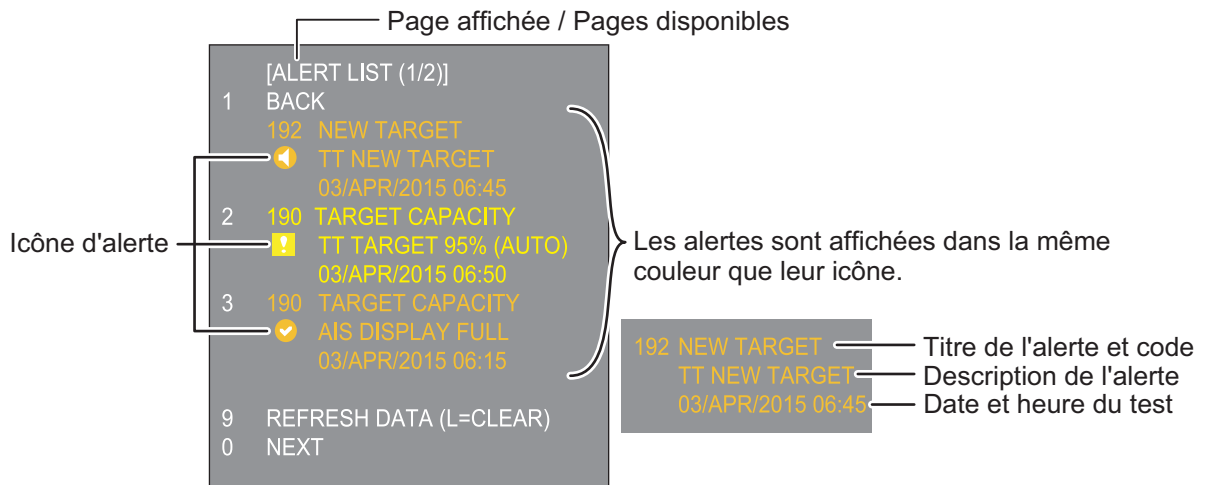 Page affichée / Pages disponibles
[ALERT LIST (1/2)]
1 BACK
192 NEW TARGET
TT NEW TARGET
03/APR/2015 06:45
2 190 TARGET CAPACITY
TT TARGET 95% (AUTO)
03/APR/2015 06:50
3 190 TARGET CAPACITY
AIS DISPLAY FULL
03/APR/2015 06:15
9 REFRESH DATA (L=CLEAR)
0 NEXT
Icône d'alerte
Les alertes sont affichées dans la même
couleur que leur icône.
192 NEW TARGET
TT NEW TARGET
03/APR/2015 06:45
Titre de l'alerte et code
Description de l'alerte
Date et heure du test